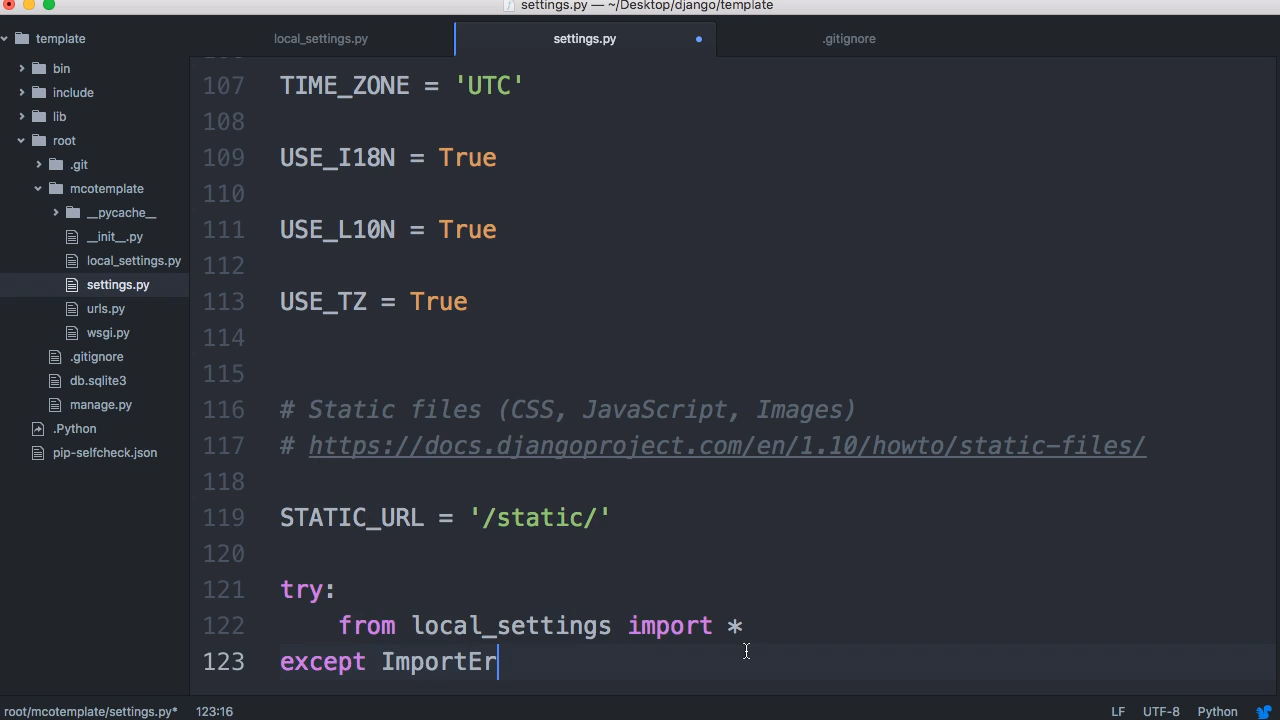 settings.py — ~/Desktop/django/template
template
local_settings.py
settings.py
.gitignore
bin
include
lib
root
.git
mcotemplate
__pycache__
__init__.py
local_settings.py
settings.py
urls.py
wsgi.py
.gitignore
db.sqlite3
manage.py
.Python
pip-selfcheck.json
107 TIME_ZONE = 'UTC'
108
109 USE_I18N = True
110
111 USE_L10N = True
112
113 USE_TZ = True
114
115
116 # Static files (CSS, JavaScript, Images)
117 # https://docs.djangoproject.com/en/1.10/howto/static-files/
118
119 STATIC_URL = '/static/'
120
121 try:
122     from local_settings import *
123 except ImportEr
root/mcotemplate/settings.py* 123:16
LF UTF-8 Python